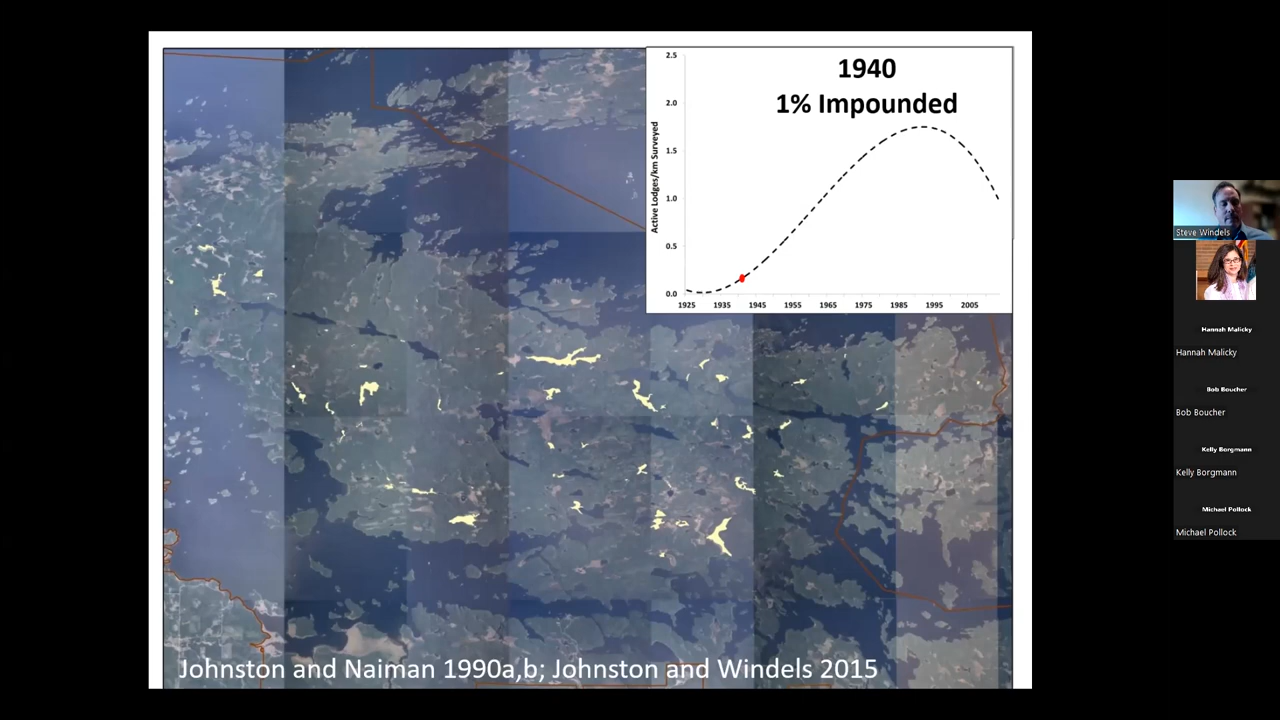 1940
1% Impounded
Active Lodges/km Surveyed
2.5
2.0
1.5
1.0
0.5
0.0
1925 1935 1945 1955 1965 1975 1985 1995 2005
Johnston and Naiman 1990a,b; Johnston and Windels 2015
Steve Windels
Hannah Malicky
Hannah Malicky
Bob Boucher
Bob Boucher
Kelly Borgmann
Kelly Borgmann
Michael Pollock
Michael Pollock